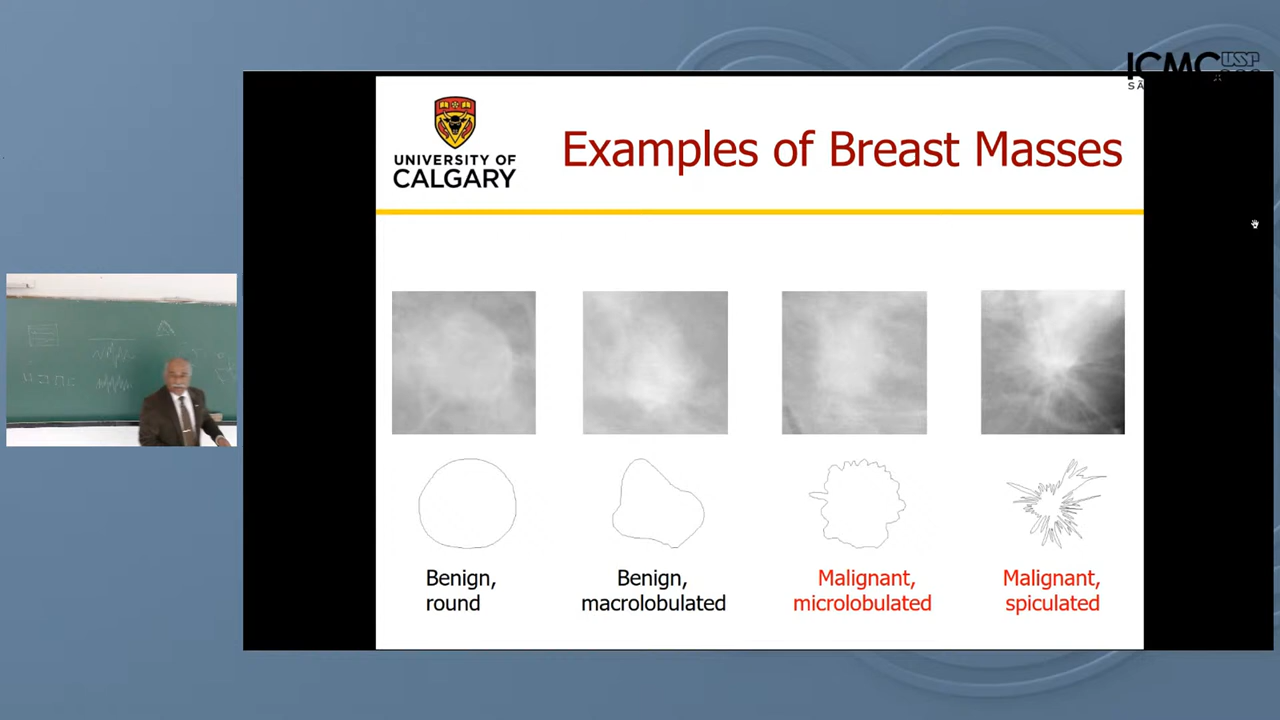 ICMC USP
UNIVERSITY OF
CALGARY
Examples of Breast Masses
Benign,
round
Benign,
macrolobulated
Malignant,
microlobulated
Malignant,
spiculated